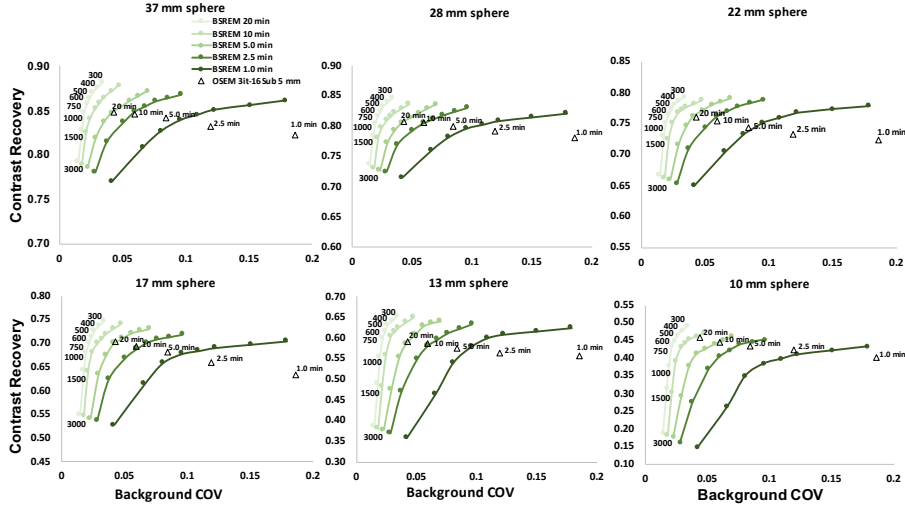 37 mm sphere
BSREM 20 min
BSREM 10 min
BSREM 5.0 min
BSREM 2.5 min
BSREM 1.0 min
OSEM 3it-16Sub 5 mm
Contrast Recovery
0.90
0.85
0.80
0.75
0.70
300
400
500
600
750
1000
1500
3000
20 min
10 min
5.0 min
2.5 min
1.0 min
0 0.05 0.1 0.15 0.2
28 mm sphere
0.90
0.85
0.80
0.75
0.70
0.65
0.60
300
400
500
600
750
1000
1500
3000
20 min
10 min
5.0 min
2.5 min
1.0 min
0 0.05 0.1 0.15 0.2
22 mm sphere
0.85
0.80
0.75
0.70
0.65
0.60
0.55
300
400
500
600
750
1000
1500
3000
20 min
10 min
5.0 min
2.5 min
1.0 min
0 0.05 0.1 0.15 0.2
17 mm sphere
Contrast Recovery
0.70
0.75
0.70
0.65
0.60
0.55
0.50
0.45
300
400
500
600
750
1000
1500
3000
20 min
10 min
5.0 min
2.5 min
1.0 min
0 0.05 0.1 0.15 0.2
Background COV
13 mm sphere
0.70
0.65
0.60
0.55
0.50
0.45
0.40
0.35
0.30
300
400
500
600
750
1000
1500
3000
20 min
10 min
5.0 min
2.5 min
1.0 min
0 0.05 0.1 0.15 0.2
Background COV
10 mm sphere
0.55
0.50
0.45
0.40
0.35
0.30
0.25
0.20
0.15
0.10
300
400
500
600
750
1000
1500
3000
20 min
10 min
5.0 min
2.5 min
1.0 min
0 0.05 0.1 0.15 0.2
Background COV